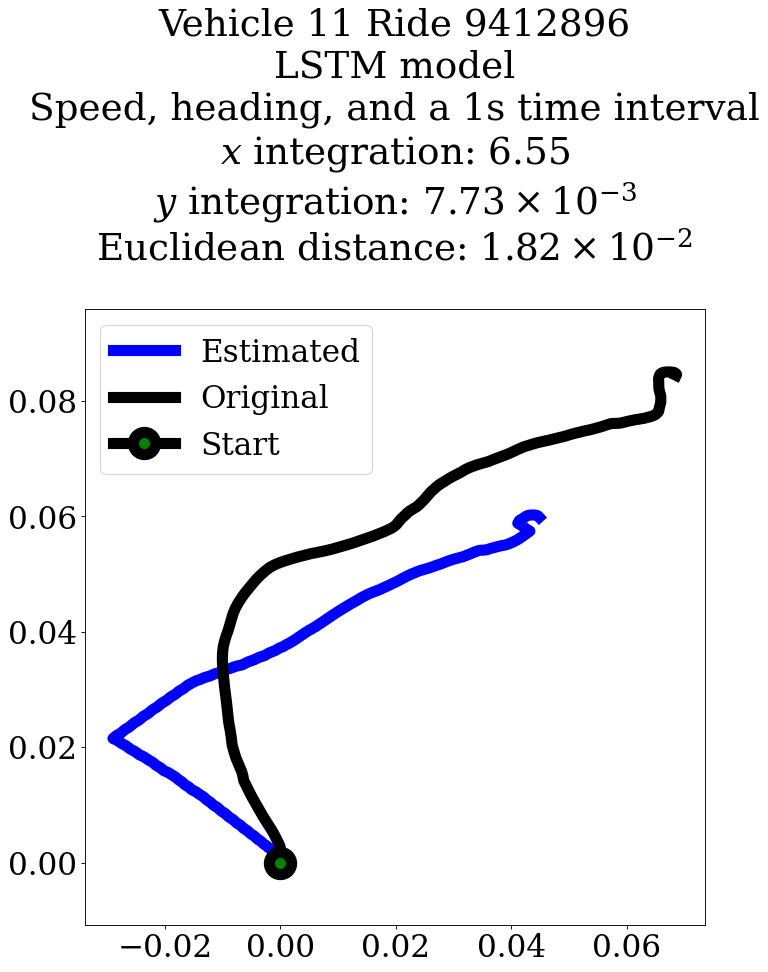 Vehicle 11 Ride 9412896
LSTM model
Speed, heading, and a 1s time interval
x integration: 6.55
y integration: 7.73 × 10⁻³
Euclidean distance: 1.82 × 10⁻²
Estimated
Original
Start
0.08
0.06
0.04
0.02
0.00
−0.02 0.00 0.02 0.04 0.06